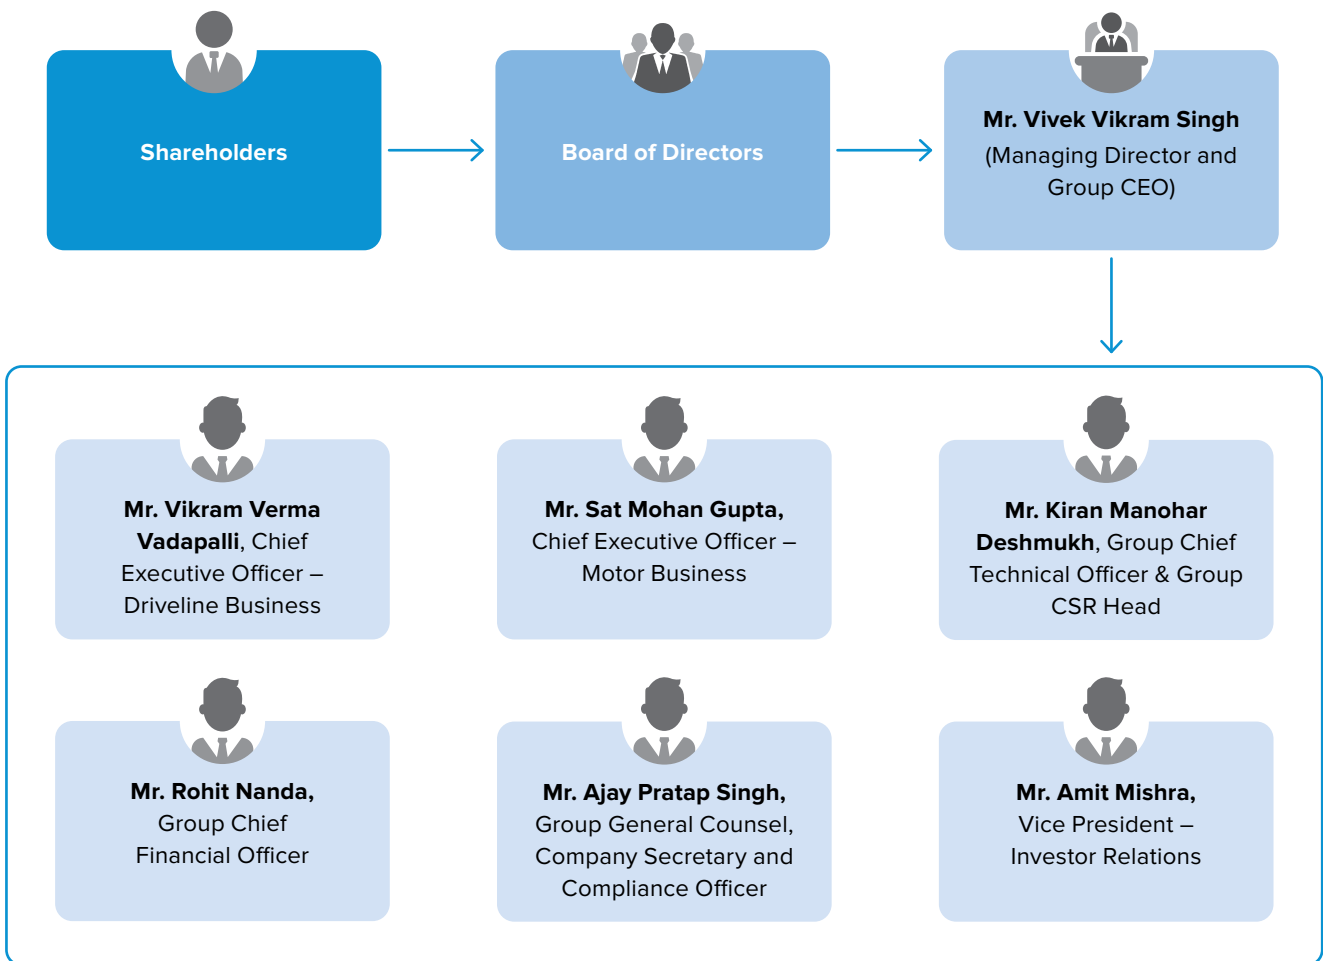 Shareholders
Board of Directors
Mr. Vivek Vikram Singh
(Managing Director and
Group CEO)
Mr. Vikram Verma
Vadapalli, Chief
Executive Officer –
Driveline Business
Mr. Sat Mohan Gupta,
Chief Executive Officer –
Motor Business
Mr. Kiran Manohar
Deshmukh, Group Chief
Technical Officer & Group
CSR Head
Mr. Rohit Nanda,
Group Chief
Financial Officer
Mr. Ajay Pratap Singh,
Group General Counsel,
Company Secretary and
Compliance Officer
Mr. Amit Mishra,
Vice President –
Investor Relations